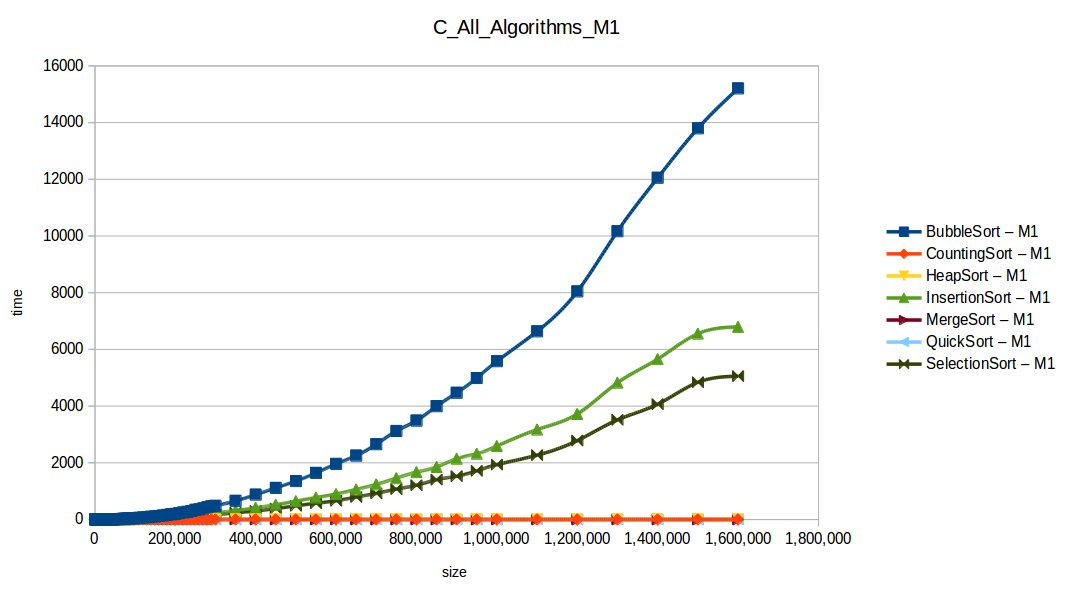 C_All_Algorithms_M1
16000
14000
12000
10000
8000
6000
4000
2000
0
time
0 200,000 400,000 600,000 800,000 1,000,000 1,200,000 1,400,000 1,600,000 1,800,000
size
BubbleSort – M1
CountingSort – M1
HeapSort – M1
InsertionSort – M1
MergeSort – M1
QuickSort – M1
SelectionSort – M1